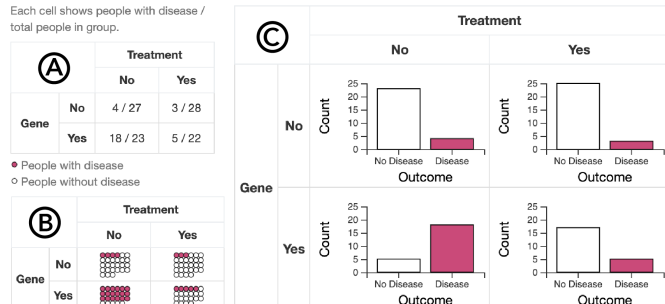 Each cell shows people with disease /
total people in group.
A
Treatment
No Yes
Gene
No 4 / 27 3 / 28
Yes 18 / 23 5 / 22
People with disease
People without disease
B
Treatment
No Yes
Gene
No
Yes
C
Treatment
No Yes
Gene
No
Count
25
20
15
10
5
0
No Disease Disease
Outcome
Count
25
20
15
10
5
0
No Disease Disease
Outcome
Yes
Count
25
20
15
10
5
0
No Disease Disease
Outcome
Count
25
20
15
10
5
0
No Disease Disease
Outcome